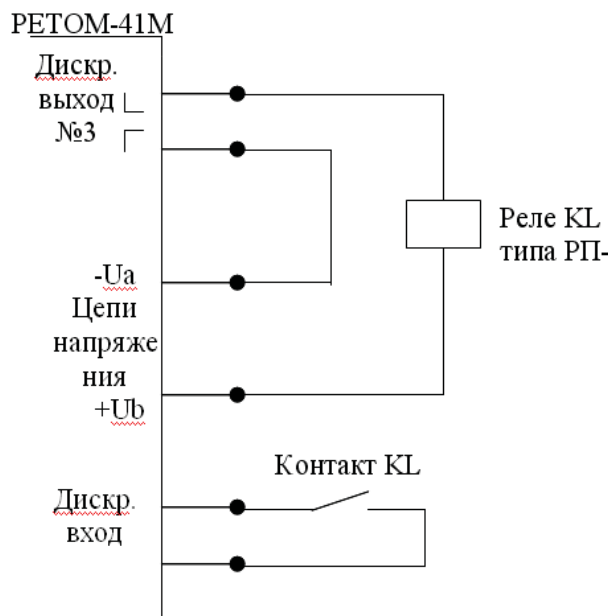 РЕТОМ-41М
Дискр.
выход
№3
Реле KL
типа РП-
-Ua
Цепи
напряже
ния
+Ub
Контакт KL
Дискр.
вход